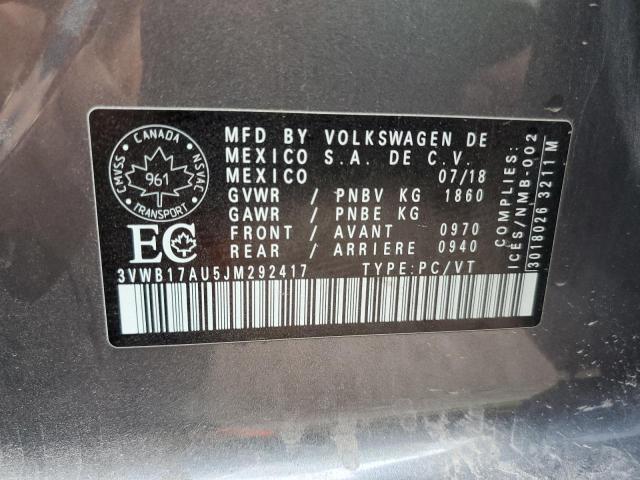 CANADA
CMVSS
NSVAC
961
TRANSPORT
EC
MFD BY VOLKSWAGEN DE
MEXICO S.A. DE C.V.
MEXICO 07/18
GVWR / PNBV KG 1860
GAWR / PNBE KG
FRONT / AVANT 0970
REAR / ARRIERE 0940
3VWB17AU5JM292417 TYPE:PC/VT
COMPLIES:
ICES/NMB-002
3018026 3211 M